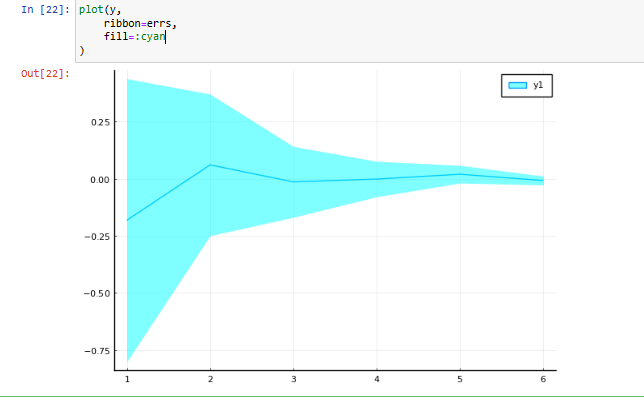 In [22]: plot(y,
ribbon=errs,
fill=:cyan
)
Out[22]:
y1
0.25
0.00
−0.25
−0.50
−0.75
1 2 3 4 5 6